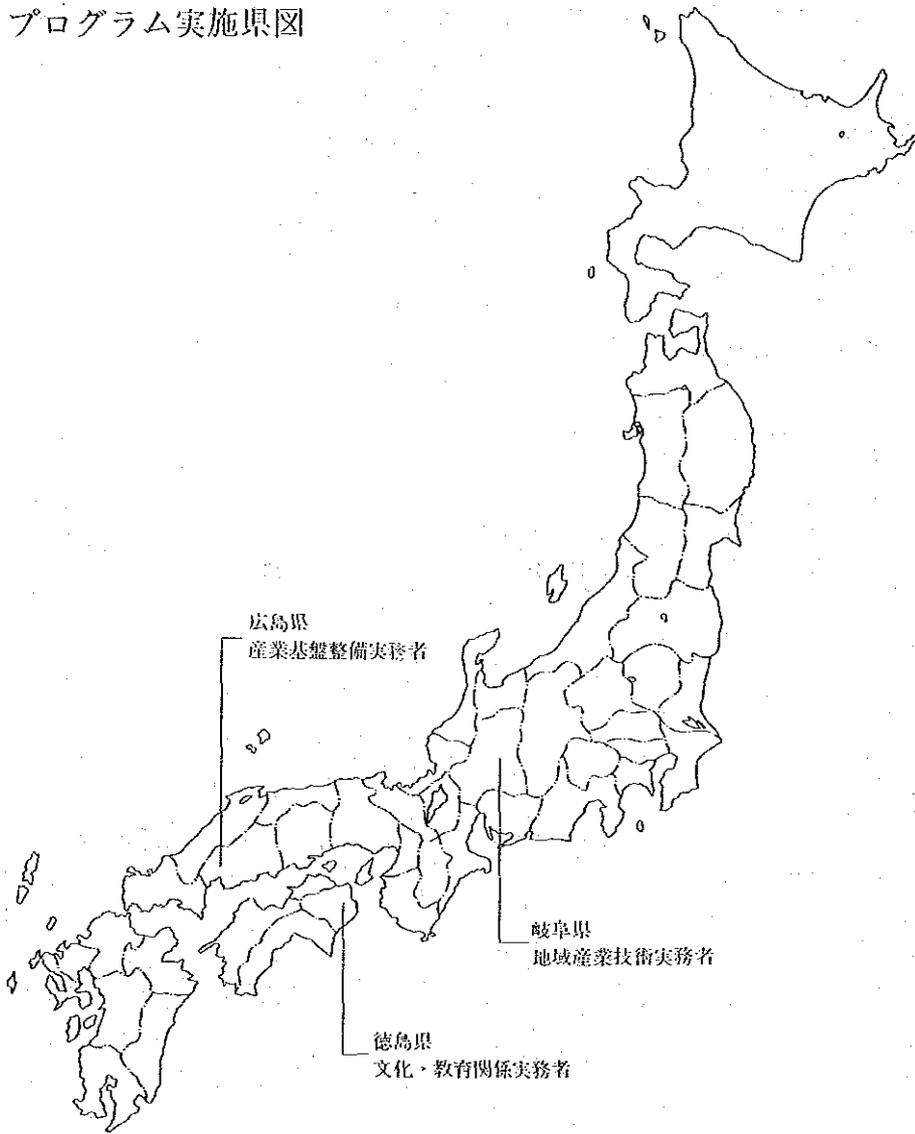 プログラム実施県図
広島県
産業基盤整備実務者
岐阜県
地域産業技術実務者
徳島県
文化・教育関係実務者